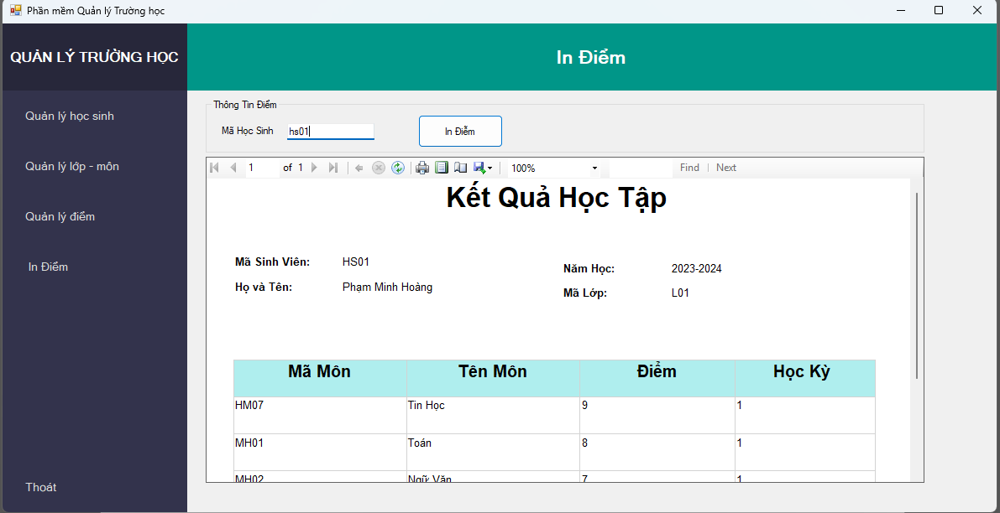 Phần mềm Quản lý Trường học
QUẢN LÝ TRƯỜNG HỌC
In Điểm
Quản lý học sinh
Quản lý lớp - môn
Quản lý điểm
In Điểm
Thoát
Thông Tin Điểm
Mã Học Sinh hs01 In Điểm
1 of 1 100% Find Next
Kết Quả Học Tập
Mã Sinh Viên: HS01
Họ và Tên: Phạm Minh Hoàng
Năm Học: 2023-2024
Mã Lớp: L01
Mã Môn Tên Môn Điểm Học Kỳ
HM07 Tin Học 9 1
MH01 Toán 8 1
MH02 Ngữ Văn 7 1